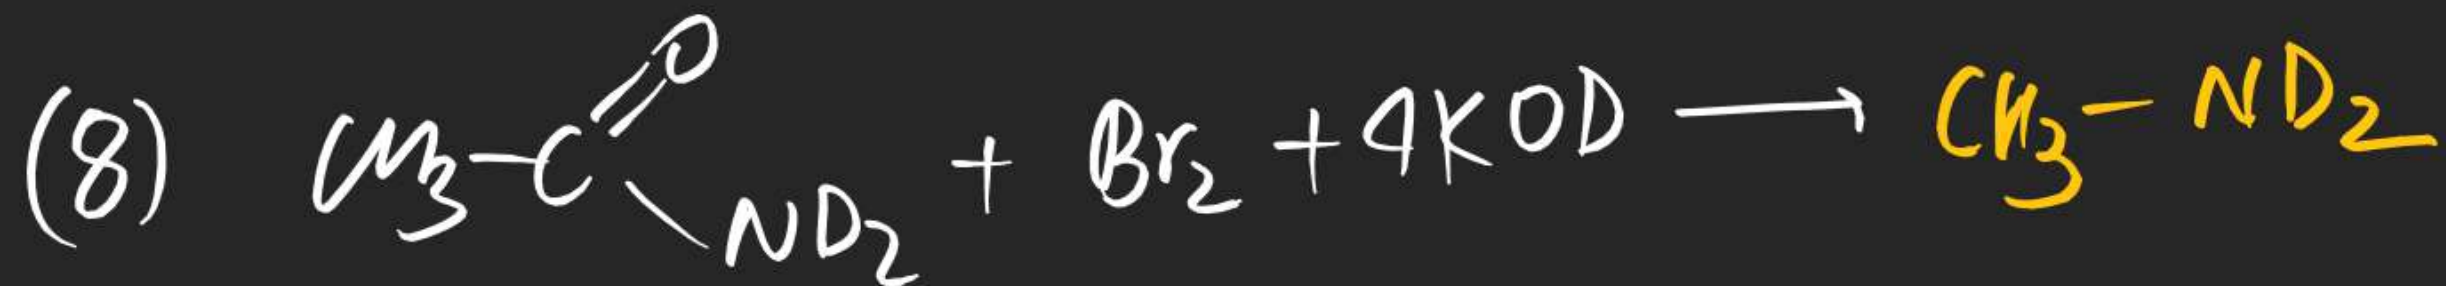 (8) CH3-C(=O)-ND2 + Br2 + 4KOD ⟶ CH3-ND2